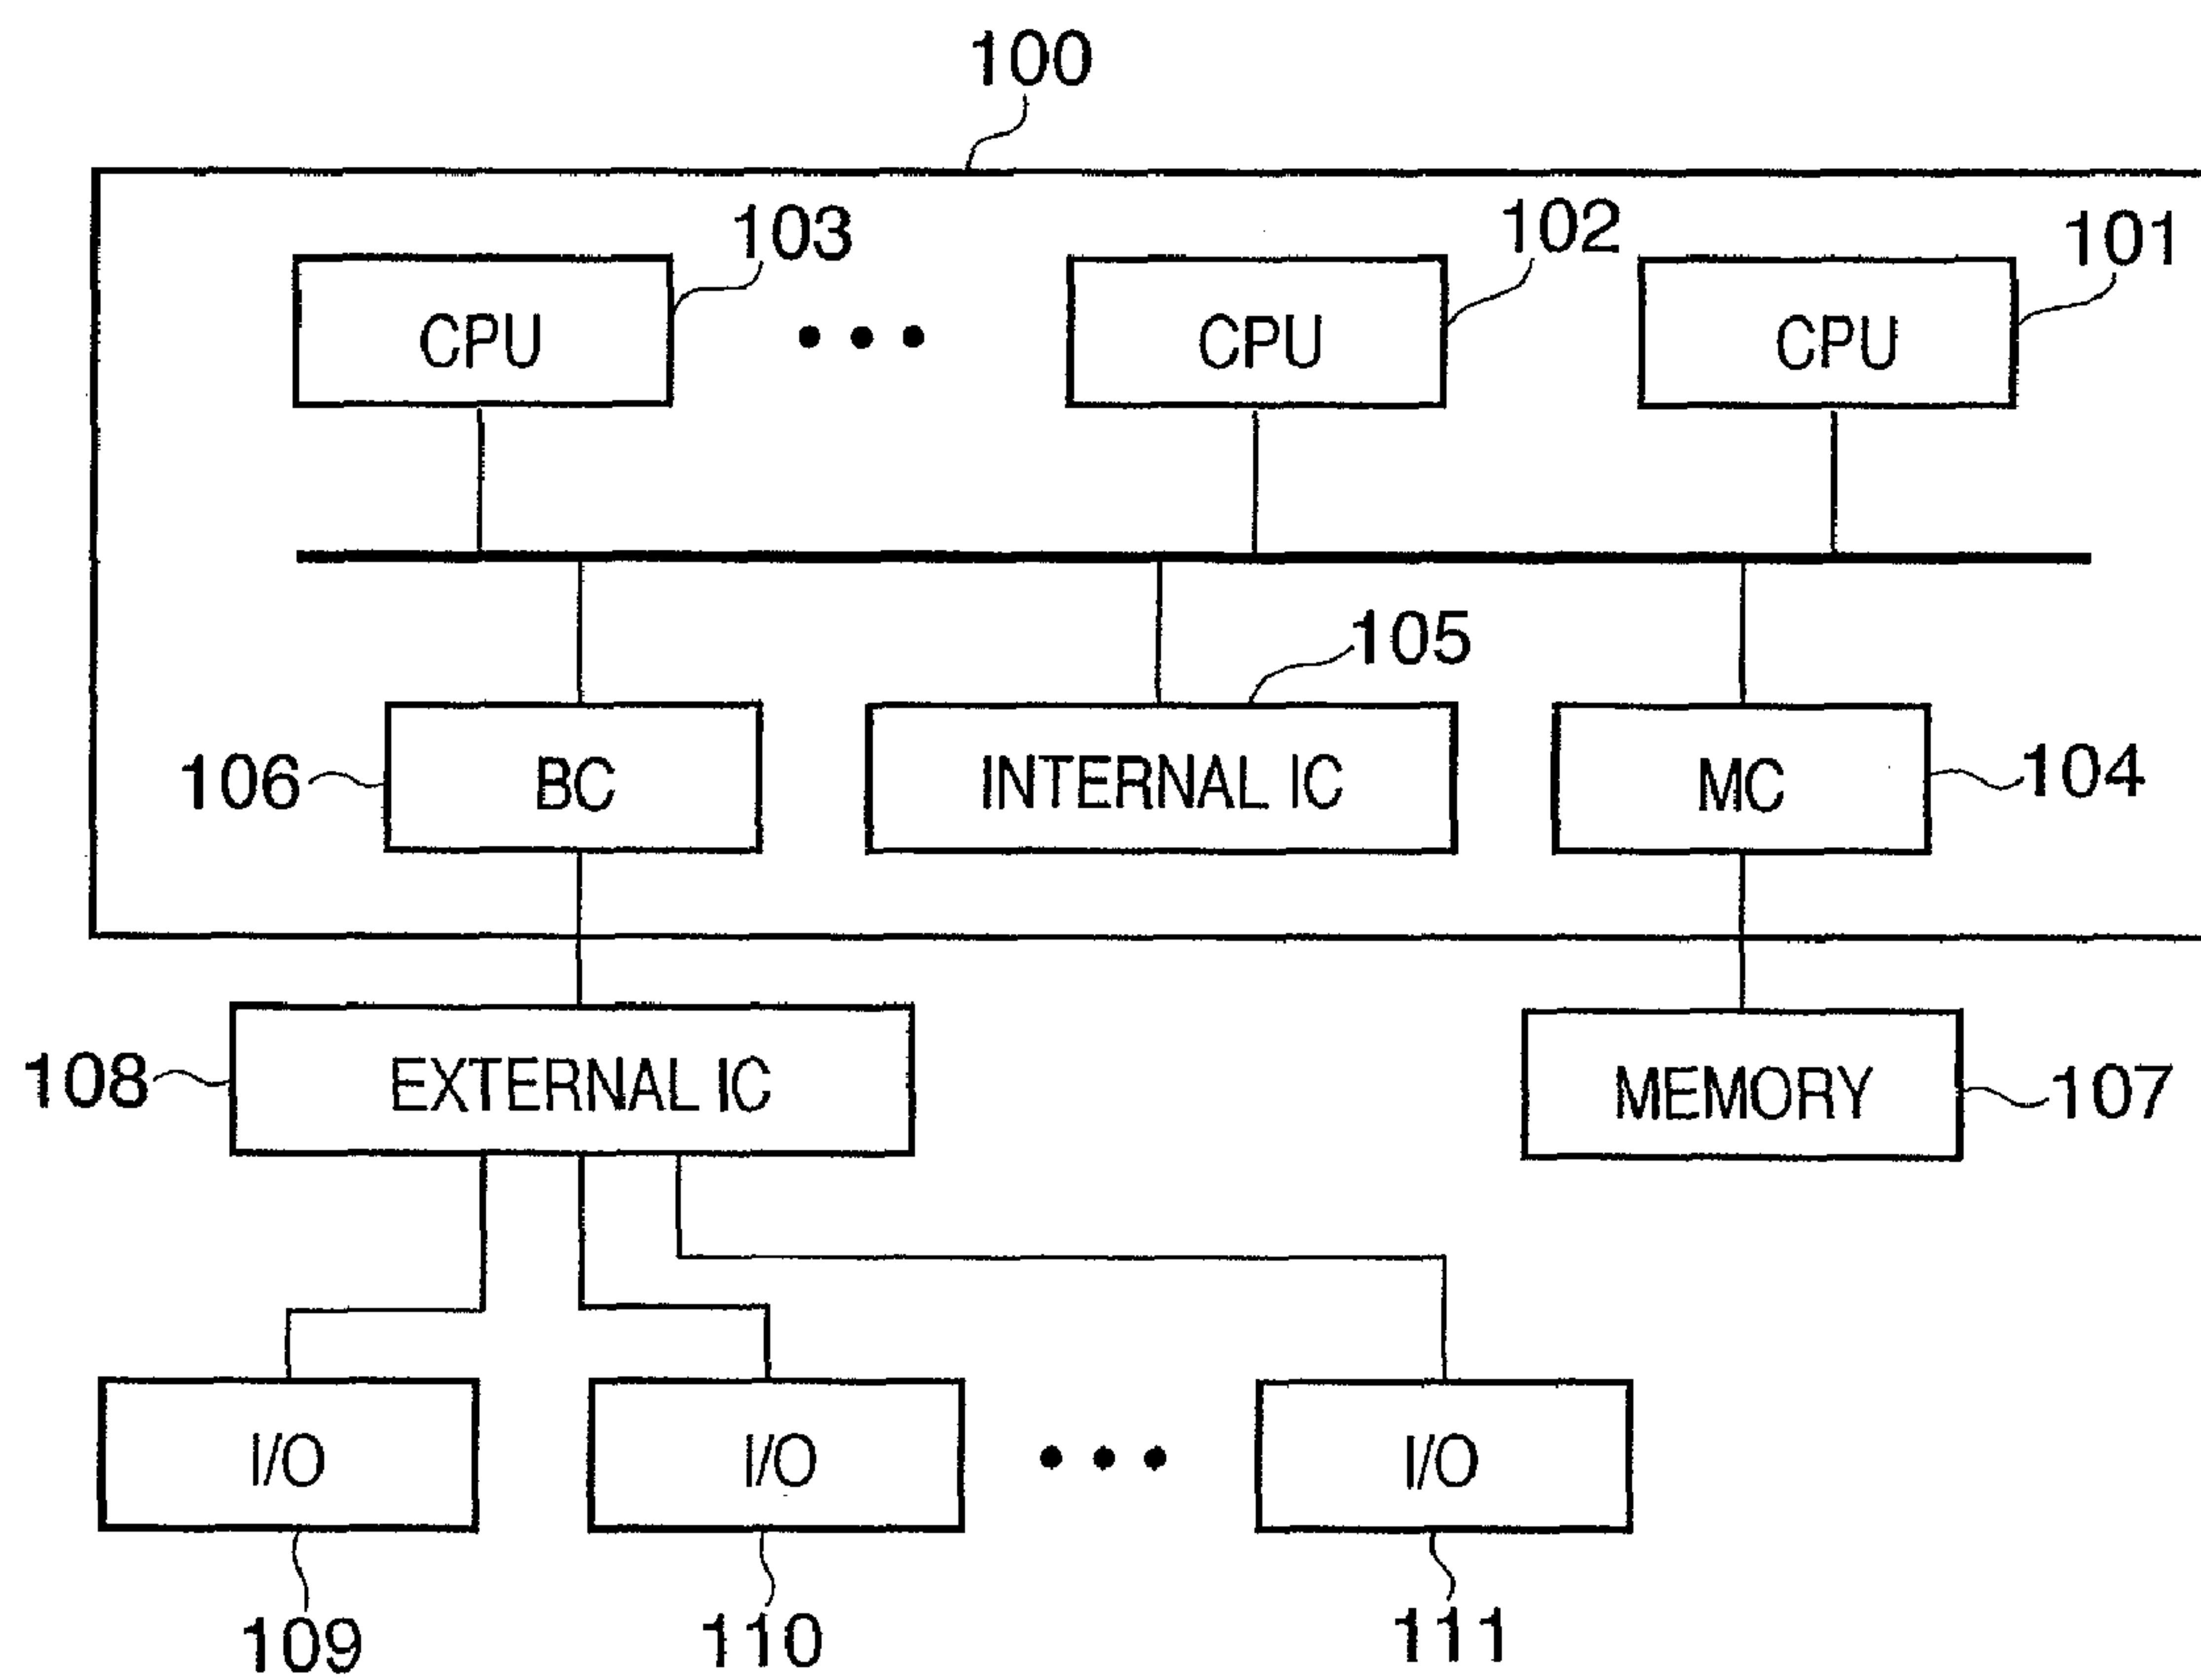 100
103
102
101
CPU
CPU
CPU
105
106
BC
INTERNAL IC
MC
104
108
EXTERNAL IC
MEMORY
107
I/O
I/O
I/O
109
110
111